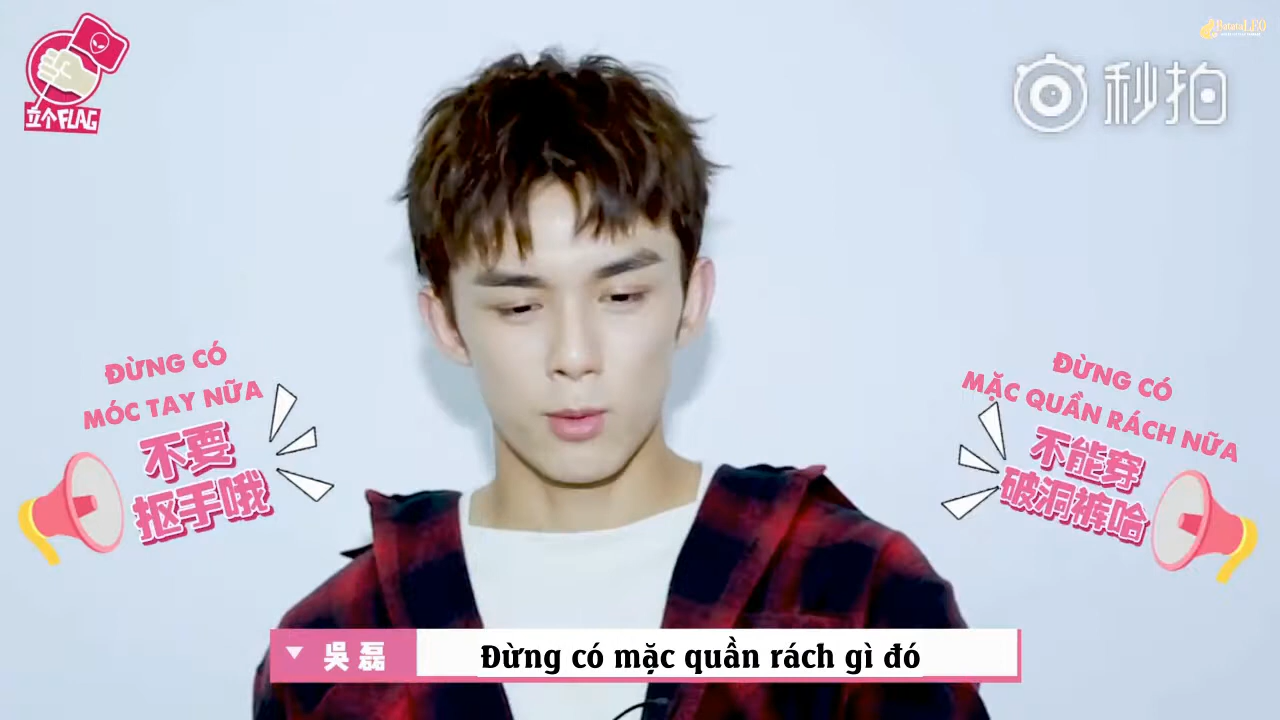 立个FLAG
BatataLEO
秒拍
ĐỪNG CÓ
MÓC TAY NỮA
不要
抠手哦
ĐỪNG CÓ
MẶC QUẦN RÁCH NỮA
不能穿
破洞裤哈
吳磊
Đừng có mặc quần rách gì đó